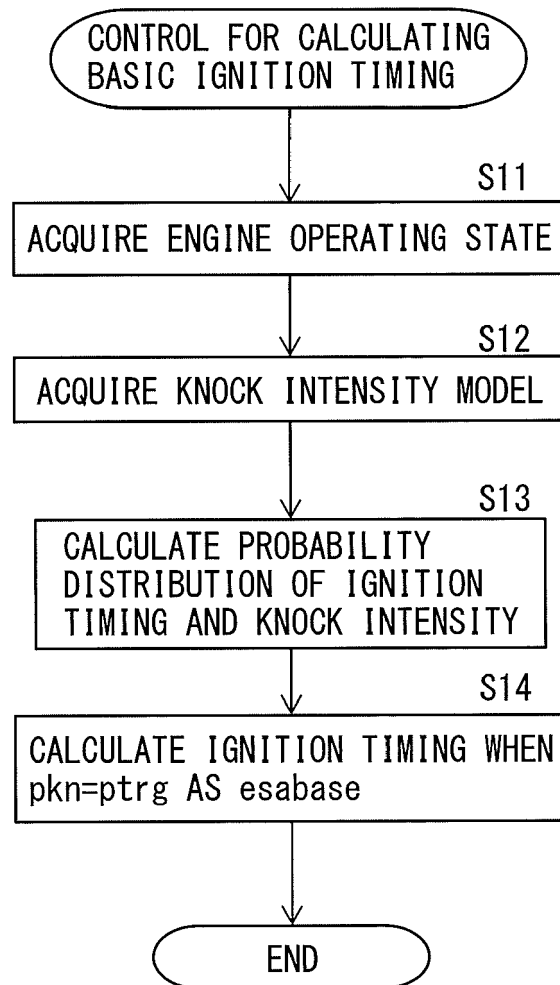 CONTROL FOR CALCULATING
BASIC IGNITION TIMING
S11
ACQUIRE ENGINE OPERATING STATE
S12
ACQUIRE KNOCK INTENSITY MODEL
S13
CALCULATE PROBABILITY
DISTRIBUTION OF IGNITION
TIMING AND KNOCK INTENSITY
S14
CALCULATE IGNITION TIMING WHEN
pkn=ptrg AS esabase
END